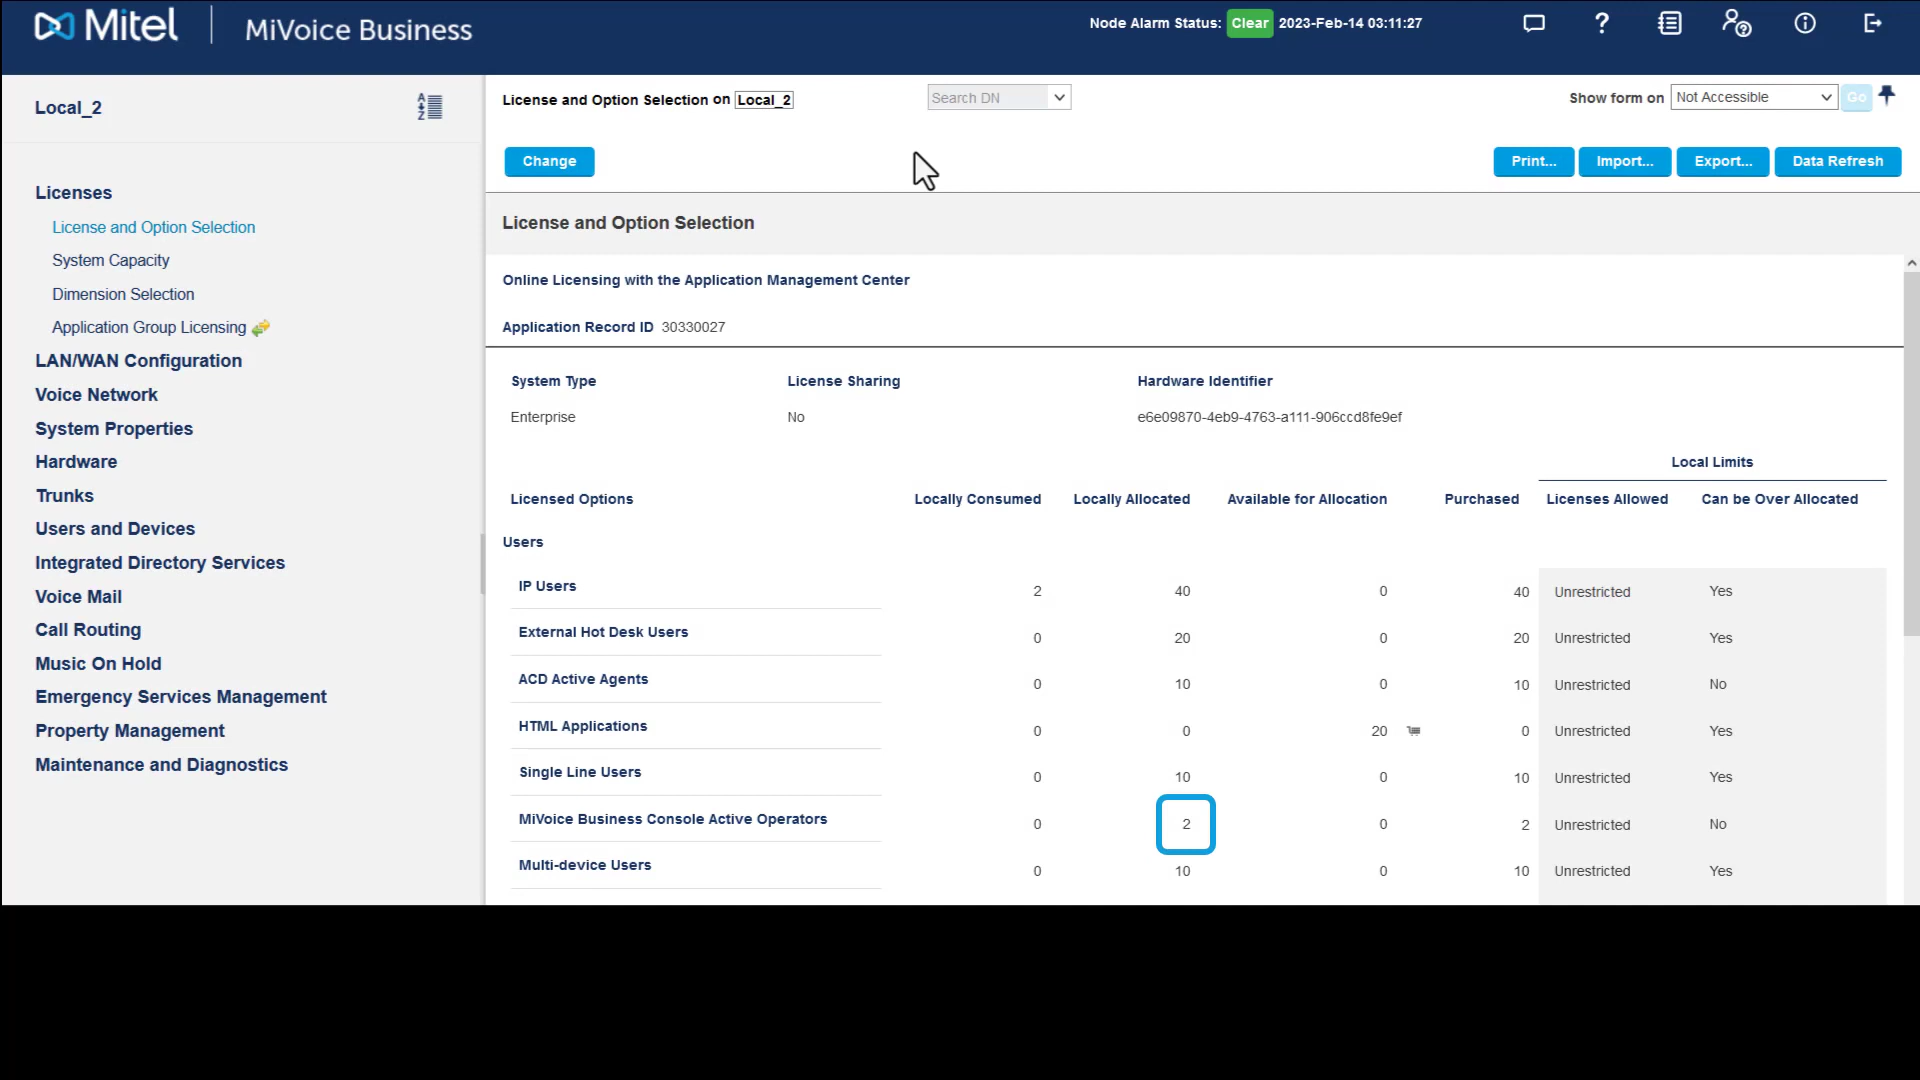 Mitel MiVoice Business
Node Alarm Status: Clear 2023-Feb-14 03:11:27
Local_2
License and Option Selection on Local_2
Search DN
Show form on Not Accessible Go
Change
Print... Import... Export... Data Refresh
Licenses
License and Option Selection
System Capacity
Dimension Selection
Application Group Licensing
LAN/WAN Configuration
Voice Network
System Properties
Hardware
Trunks
Users and Devices
Integrated Directory Services
Voice Mail
Call Routing
Music On Hold
Emergency Services Management
Property Management
Maintenance and Diagnostics
License and Option Selection
Online Licensing with the Application Management Center
Application Record ID 30330027
System Type License Sharing Hardware Identifier
Enterprise No e6e09870-4eb9-4763-a111-906ccd8fe9ef
Local Limits
Licensed Options Locally Consumed Locally Allocated Available for Allocation Purchased Licenses Allowed Can be Over Allocated
Users
IP Users 2 40 0 40 Unrestricted Yes
External Hot Desk Users 0 20 0 20 Unrestricted Yes
ACD Active Agents 0 10 0 10 Unrestricted No
HTML Applications 0 0 20 0 Unrestricted Yes
Single Line Users 0 10 0 10 Unrestricted Yes
MiVoice Business Console Active Operators 0 2 0 2 Unrestricted No
Multi-device Users 0 10 0 10 Unrestricted Yes